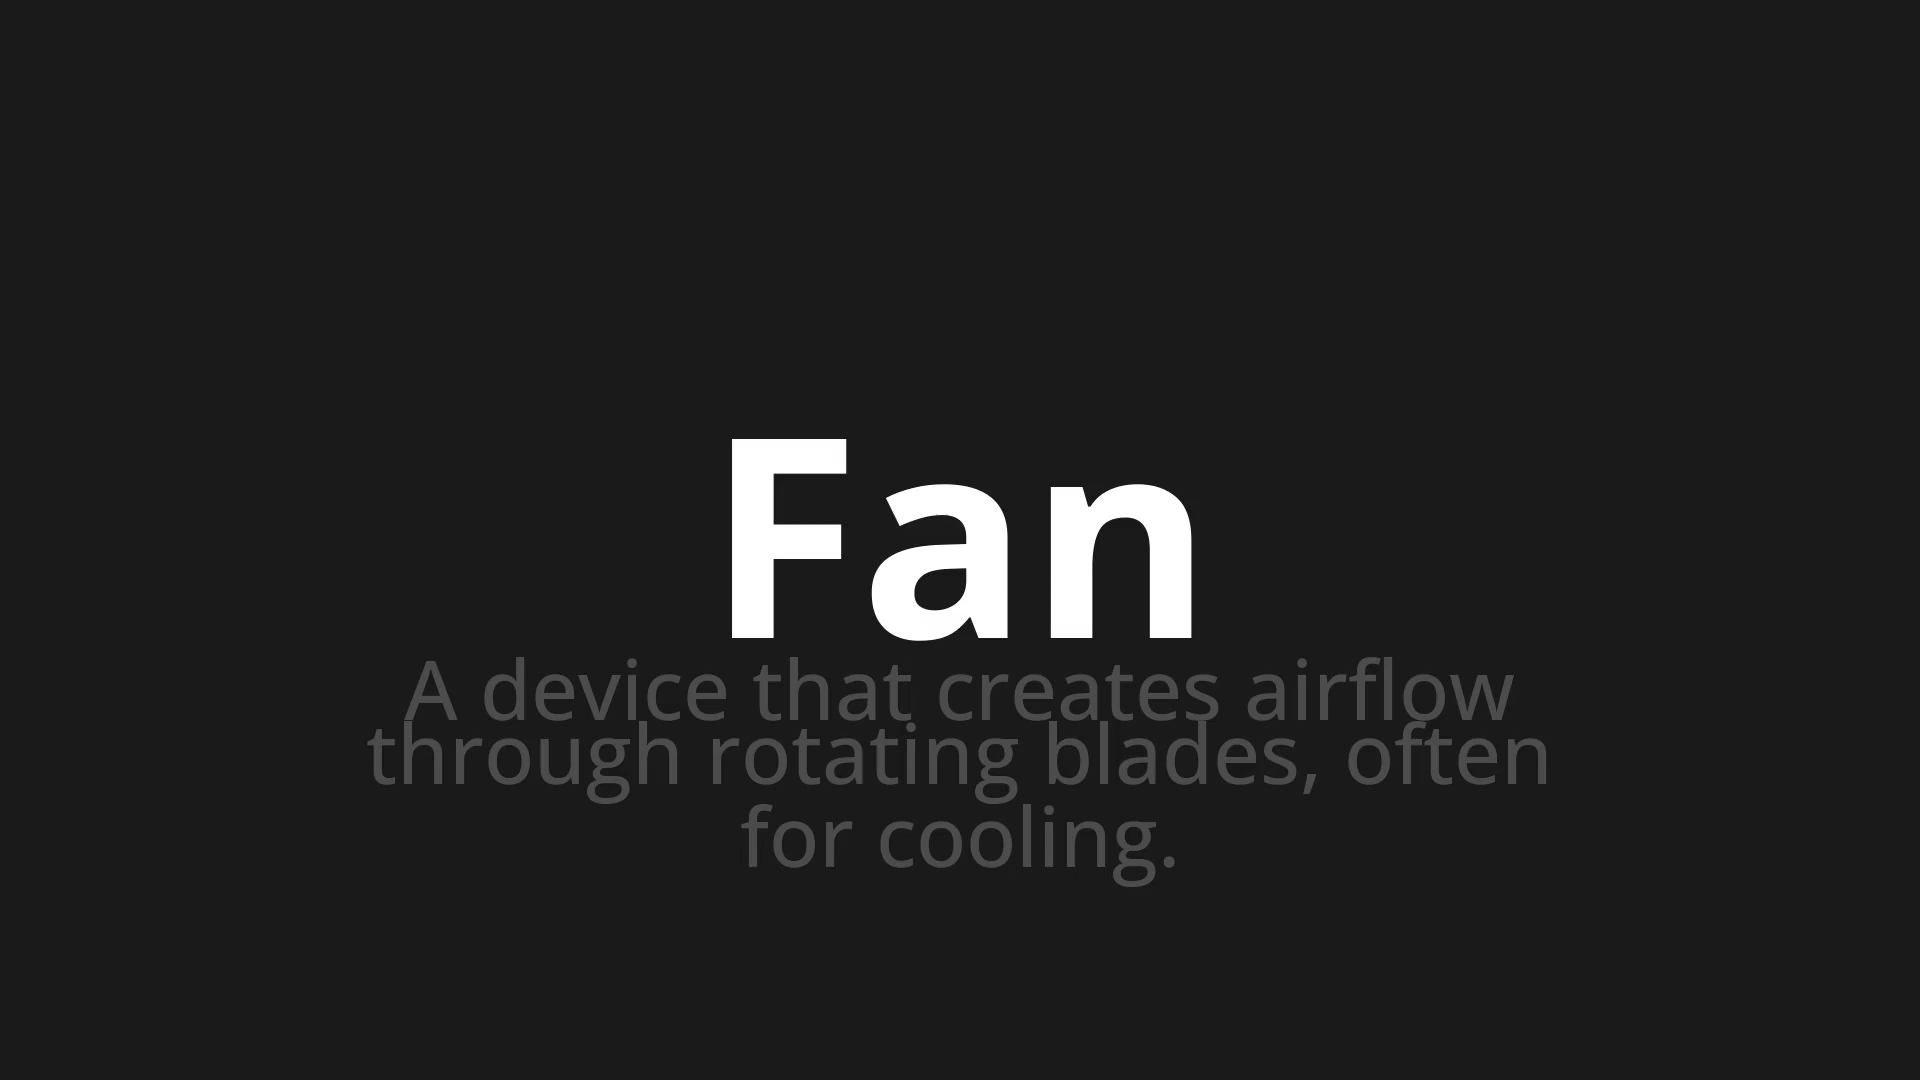 Fan
A device that creates airflow
through rotating blades, often
for cooling.